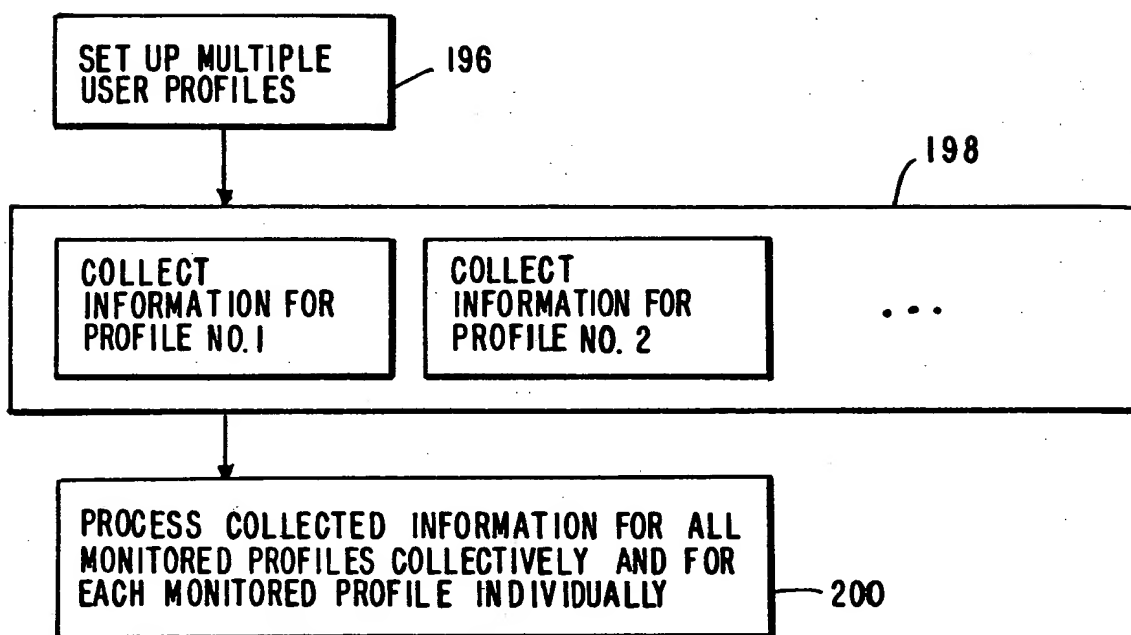 SET UP MULTIPLE
USER PROFILES
196
198
COLLECT
INFORMATION FOR
PROFILE NO. 1
COLLECT
INFORMATION FOR
PROFILE NO. 2
...
PROCESS COLLECTED INFORMATION FOR ALL
MONITORED PROFILES COLLECTIVELY AND FOR
EACH MONITORED PROFILE INDIVIDUALLY
200